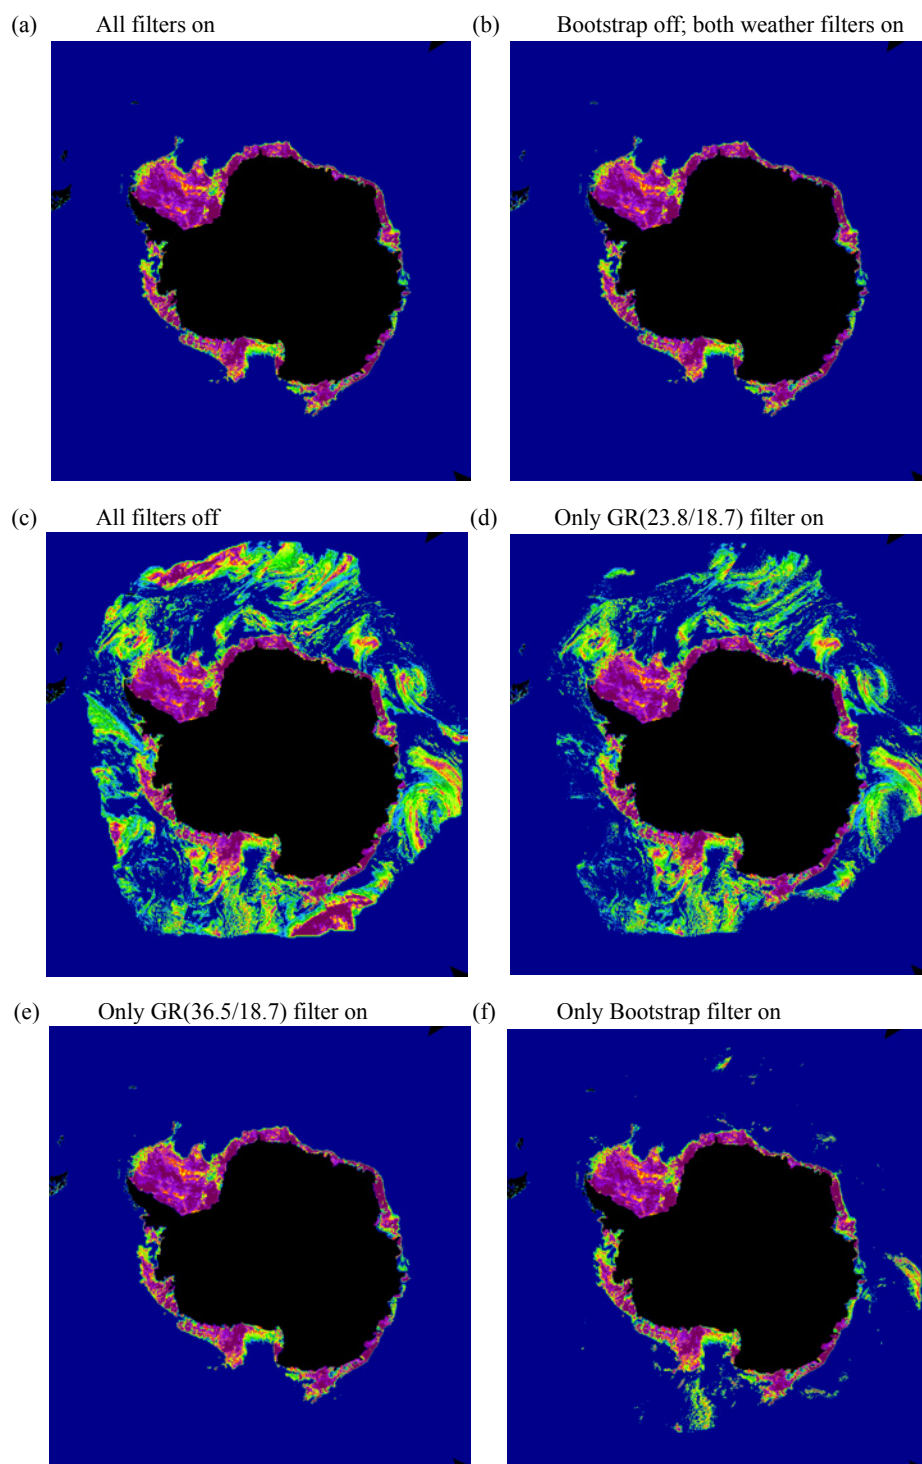 (a) All filters on
(b) Bootstrap off; both weather filters on
(c) All filters off
(d) Only GR(23.8/18.7) filter on
(e) Only GR(36.5/18.7) filter on
(f) Only Bootstrap filter on